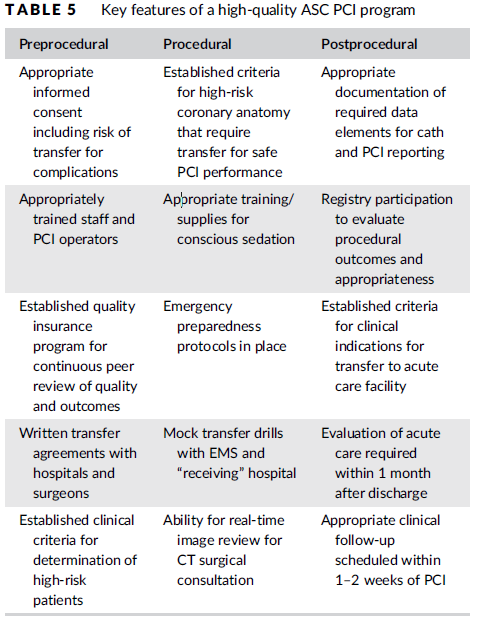 TABLE 5 Key features of a high-quality ASC PCI program
Preprocedural Procedural Postprocedural
Appropriate
informed
consent
including risk of
transfer for
complications
Established criteria
for high-risk
coronary anatomy
that require
transfer for safe
PCI performance
Appropriate
documentation of
required data
elements for cath
and PCI reporting
Appropriately
trained staff and
PCI operators
Appropriate training/
supplies for
conscious sedation
Registry participation
to evaluate
procedural
outcomes and
appropriateness
Established quality
insurance
program for
continuous peer
review of quality
and outcomes
Emergency
preparedness
protocols in place
Established criteria
for clinical
indications for
transfer to acute
care facility
Written transfer
agreements with
hospitals and
surgeons
Mock transfer drills
with EMS and
“receiving” hospital
Evaluation of acute
care required
within 1 month
after discharge
Established clinical
criteria for
determination of
high-risk
patients
Ability for real-time
image review for
CT surgical
consultation
Appropriate clinical
follow-up
scheduled within
1–2 weeks of PCI